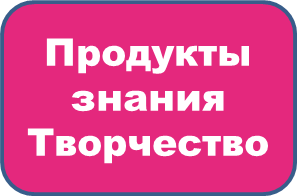 Продукты
знания
Творчество